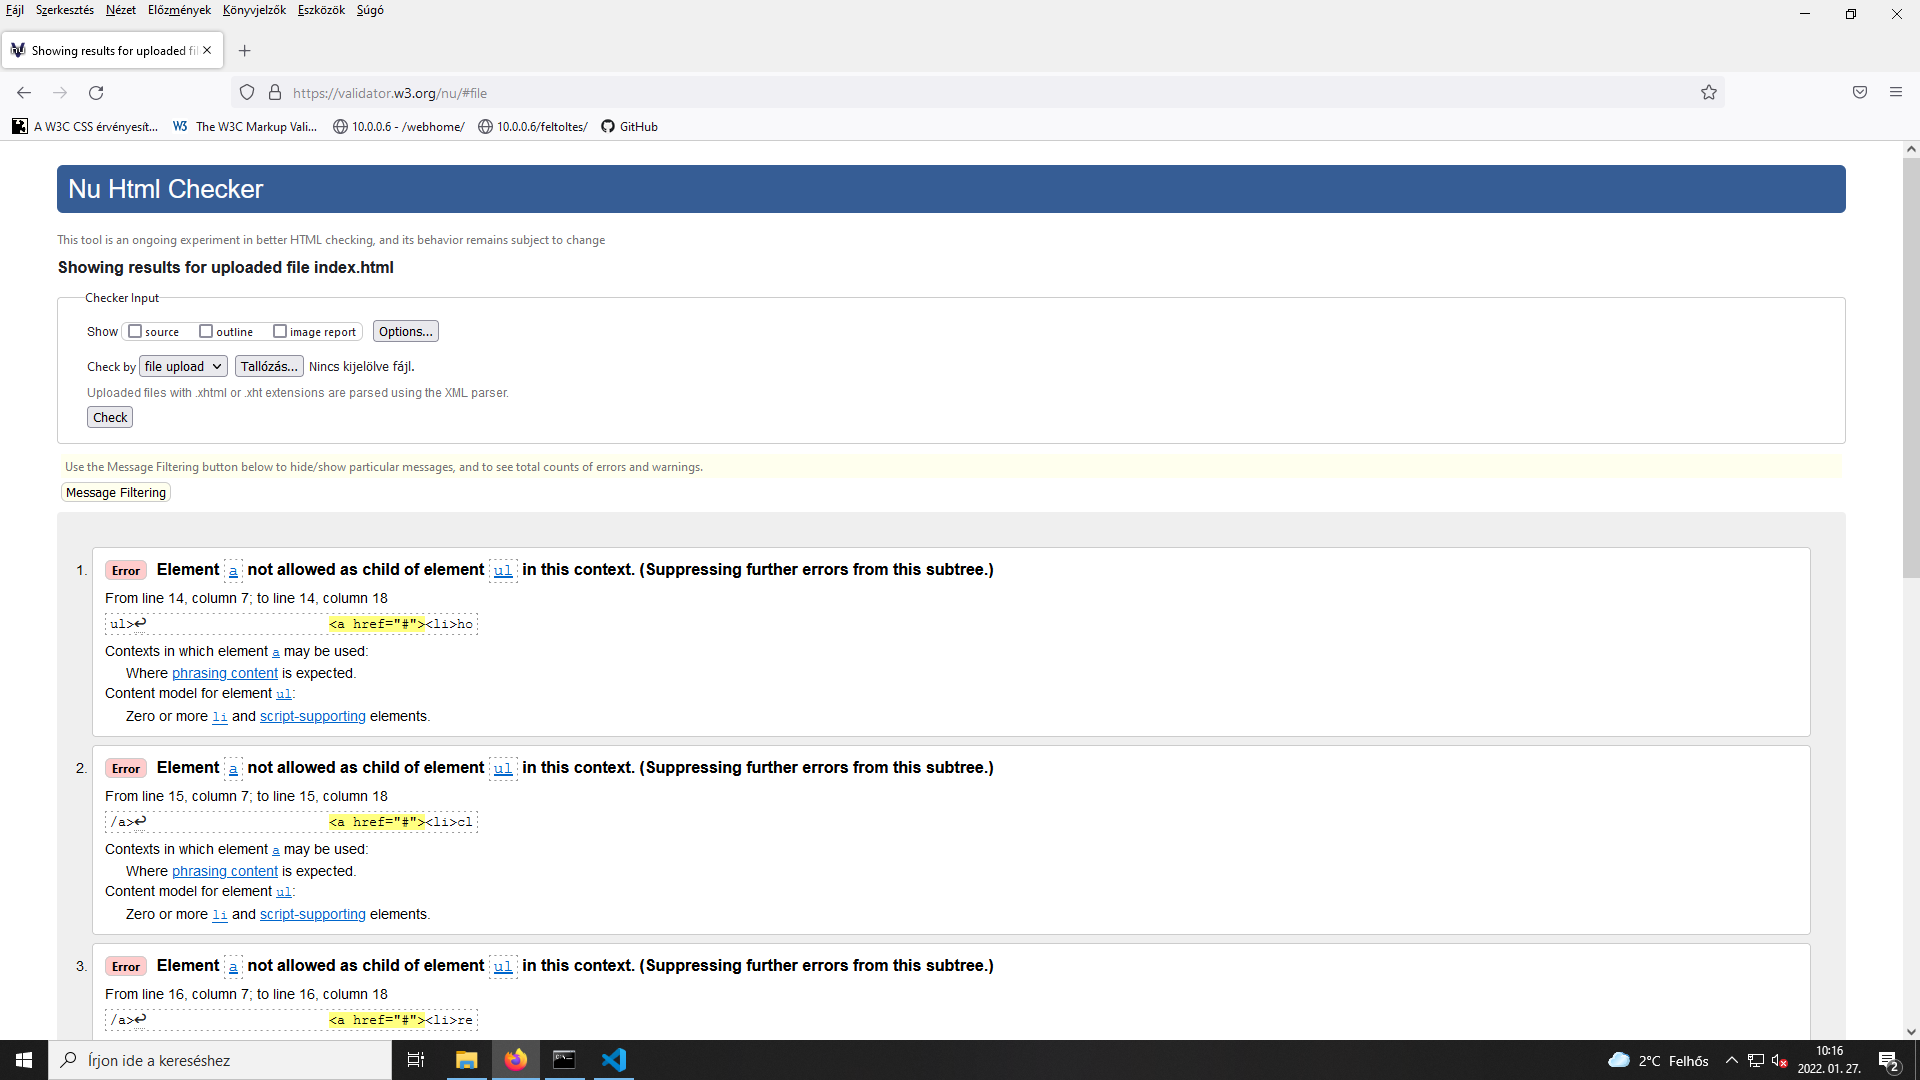 Fájl Szerkesztés Nézet Előzmények Könyvjelzők Eszközök Súgó
Showing results for uploaded fil
https://validator.w3.org/nu/#file
A W3C CSS érvényesít... The W3C Markup Vali... 10.0.0.6 - /webhome/ 10.0.0.6/feltoltes/ GitHub
Nu Html Checker
This tool is an ongoing experiment in better HTML checking, and its behavior remains subject to change
Showing results for uploaded file index.html
Checker Input
Show source outline image report Options...
Check by file upload Tallózás... Nincs kijelölve fájl.
Uploaded files with .xhtml or .xht extensions are parsed using the XML parser.
Check
Use the Message Filtering button below to hide/show particular messages, and to see total counts of errors and warnings.
Message Filtering
1. Error Element a not allowed as child of element ul in this context. (Suppressing further errors from this subtree.)
From line 14, column 7; to line 14, column 18
ul>↩ <a href="#"><li>ho
Contexts in which element a may be used:
Where phrasing content is expected.
Content model for element ul:
Zero or more li and script-supporting elements.
2. Error Element a not allowed as child of element ul in this context. (Suppressing further errors from this subtree.)
From line 15, column 7; to line 15, column 18
/a>↩ <a href="#"><li>cl
Contexts in which element a may be used:
Where phrasing content is expected.
Content model for element ul:
Zero or more li and script-supporting elements.
3. Error Element a not allowed as child of element ul in this context. (Suppressing further errors from this subtree.)
From line 16, column 7; to line 16, column 18
/a>↩ <a href="#"><li>re
Írjon ide a kereséshez
2°C Felhős
10:16
2022. 01. 27.
2